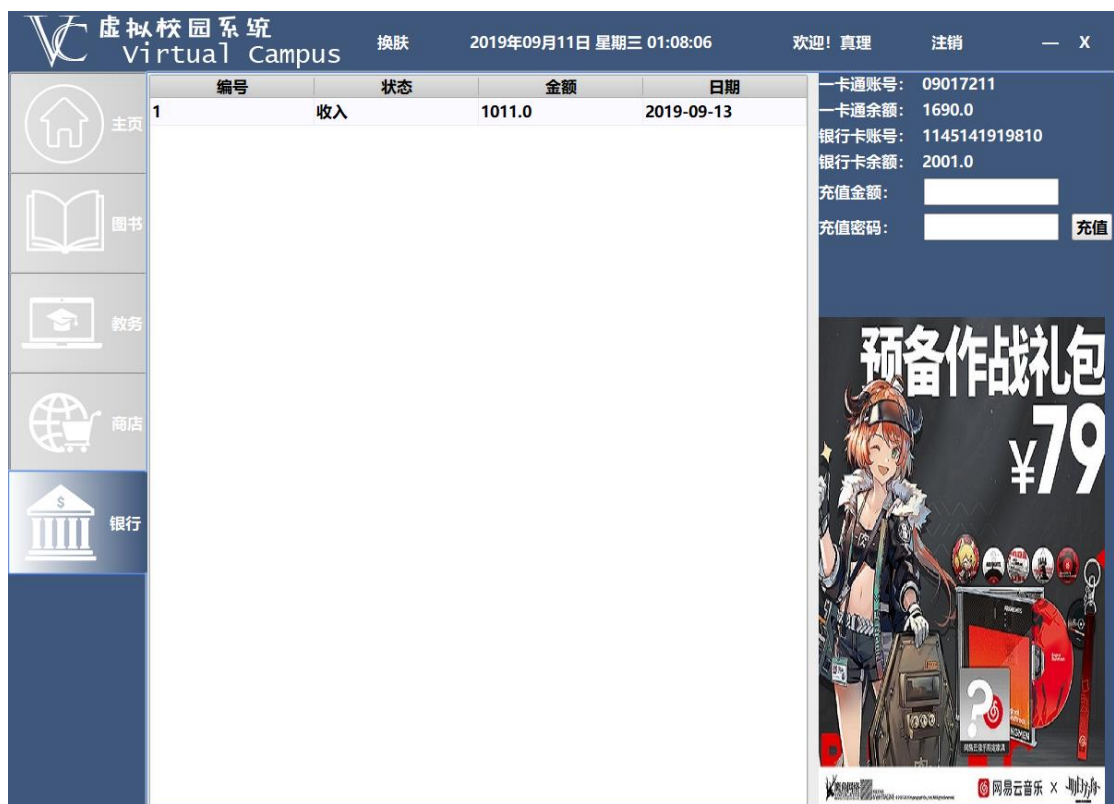 VC 虚拟校园系统
Virtual Campus
换肤
2019年09月11日 星期三 01:08:06
欢迎！真理
注销
— X
主页
图书
教务
商店
$
银行
编号 状态 金额 日期
1 收入 1011.0 2019-09-13
一卡通账号： 09017211
一卡通余额： 1690.0
银行卡账号： 1145141919810
银行卡余额： 2001.0
充值金额：
充值密码：
充值
预备作战礼包
¥79
?
网易云音乐 ×